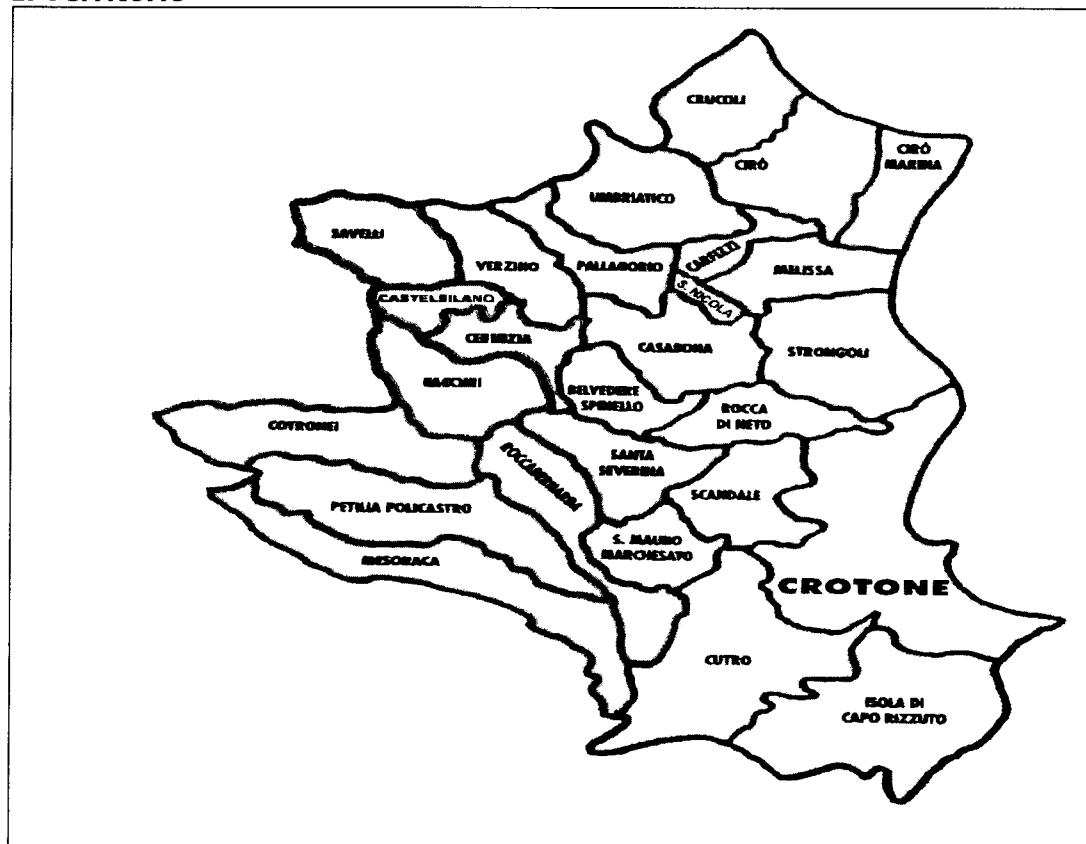 CRUCOLI
CIRÒ
CIRÒ
MARINA
UMBRIATICO
SAVELLI
VERZINO
PALLAGORIO
CARFIZZI
MELISSA
S. NICOLA
CASTELSILANO
CERENZIA
CASABONA
STRONGOLI
CACCURI
BELVEDERE
SPINELLO
ROCCA
DI NETO
COTRONEI
ROCCABERNARDA
SANTA
SEVERINA
SCANDALE
PETILIA POLICASTRO
S. MAURO
MARCHESATO
MESORACA
CROTONE
CUTRO
ISOLA DI
CAPO RIZZUTO